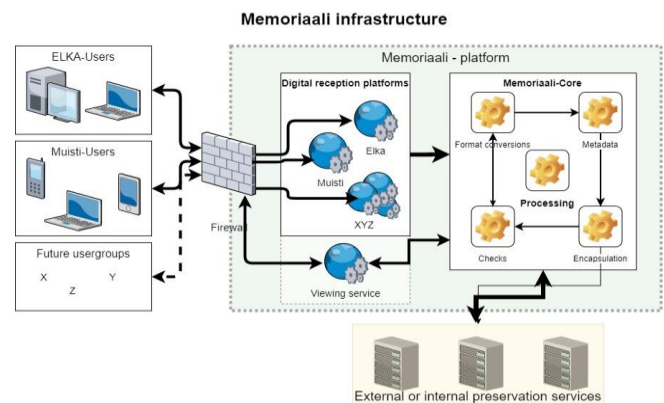 Memoriaali infrastructure
ELKA-Users
Muisti-Users
Future usergroups
X
Y
Z
Firewall
Memoriaali - platform
Digital reception platforms
Elka
Muisti
XYZ
Viewing service
Memoriaali-Core
Format conversions
Metadata
Processing
Checks
Encapsulation
External or internal preservation services